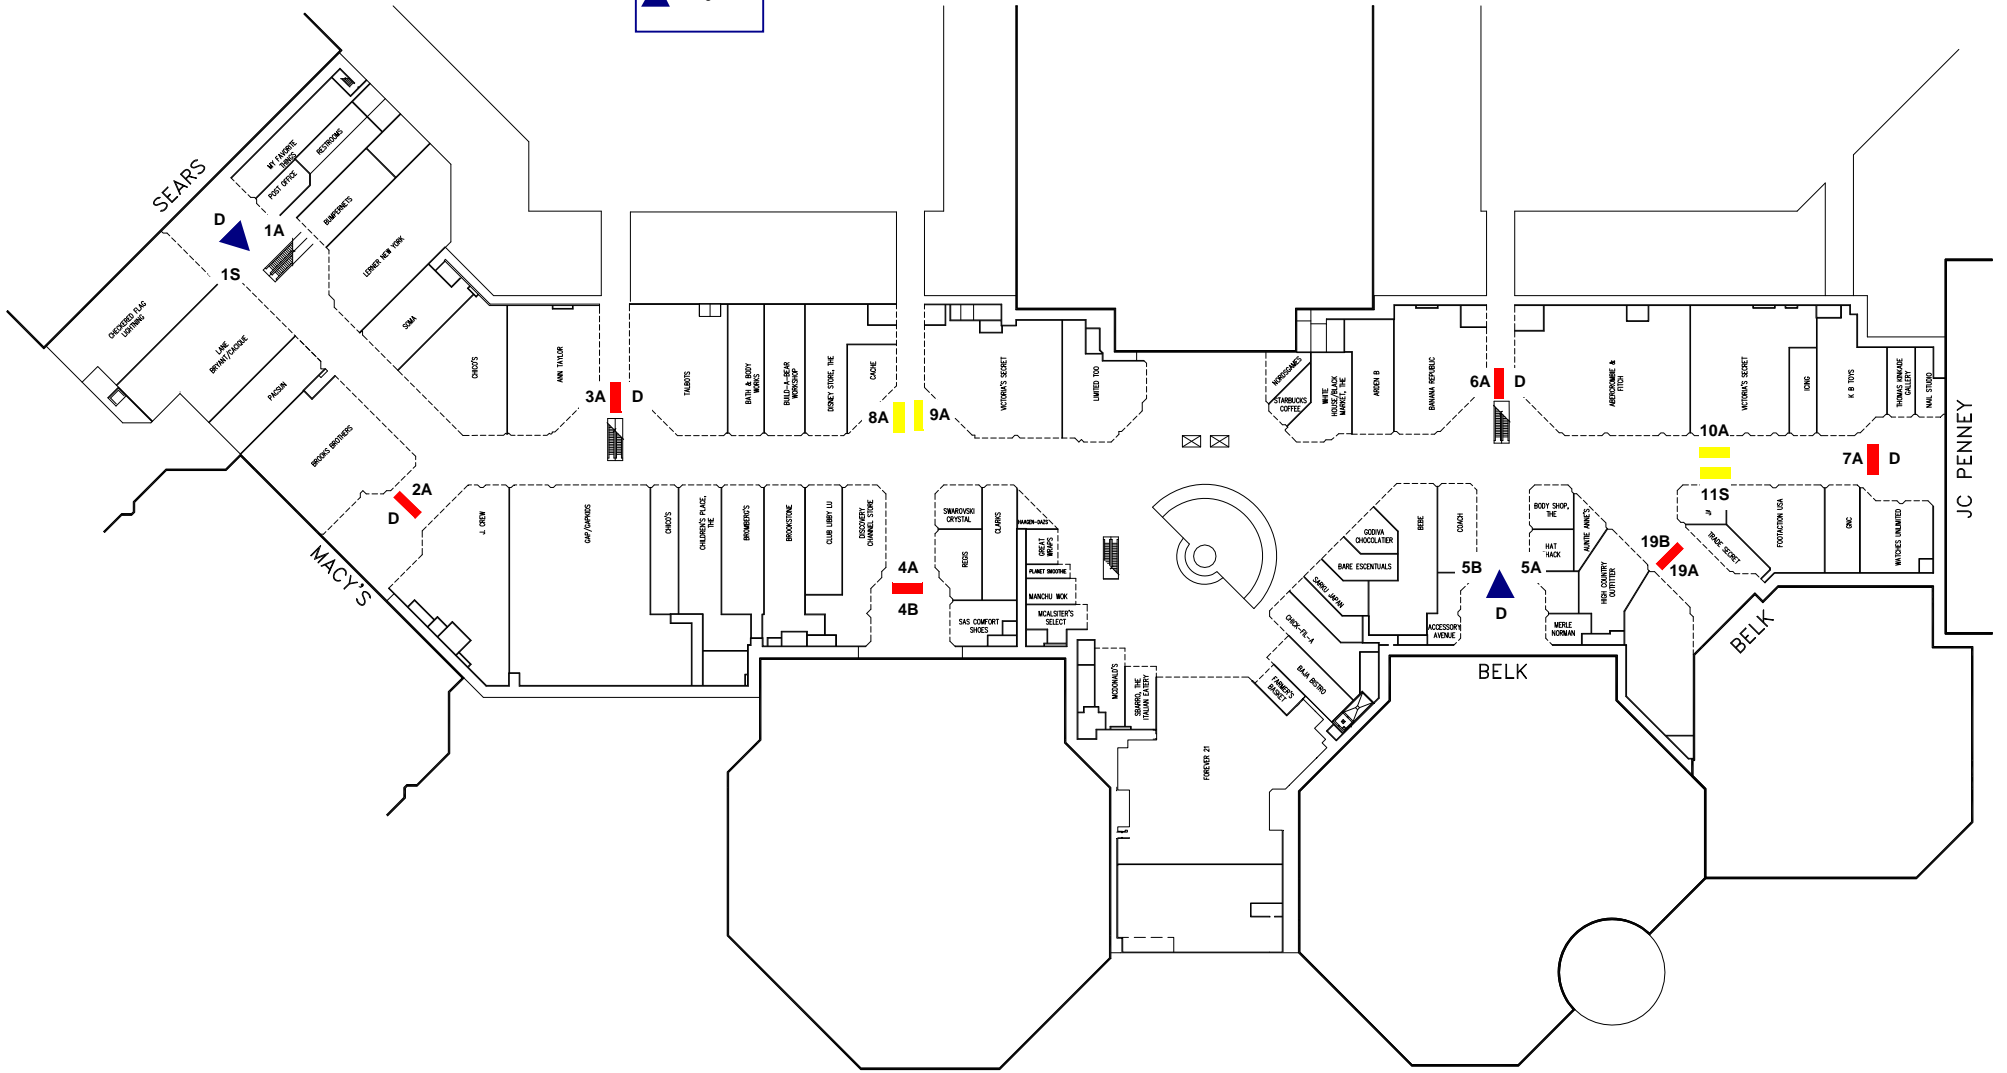 SEARS
MY FAVORITE
THINGS
RESTROOMS
POST OFFICE
BUMPERNETS
LERNER NEW YORK
SOMA
D
1A
1S
CHECKERED FLAG
LIGHTNING
LANE
BRYANT/CACIQUE
PACSUN
BROOKS BROTHERS
2A
D
MACY'S
CHICO'S
ANN TAYLOR
3A
D
TALBOTS
BATH & BODY
WORKS
BUILD-A-BEAR
WORKSHOP
DISNEY STORE, THE
CACHE
8A
9A
VICTORIA'S SECRET
LIMITED TOO
NORDSGAMES
STARBUCKS
COFFEE
WHITE
HOUSE/BLACK
MARKET, THE
ARDEN B
BANANA REPUBLIC
6A
D
ABERCROMBIE &
FITCH
VICTORIA'S SECRET
ICING
K B TOYS
THOMAS KINKADE
GALLERY
NAIL STUDIO
10A
11S
7A
D
JC PENNEY
J. CREW
GAP/GAPKIDS
CHICO'S
CHILDREN'S PLACE,
THE
BROMBERG'S
BROOKSTONE
CLUB LIBBY LU
DISCOVERY
CHANNEL STORE
4A
4B
SWAROVSKI
CRYSTAL
REGIS
CLARKS
SAS COMFORT
SHOES
HAAGEN-DAZS
GREAT
WRAPS
PLANET SMOOTHIE
MANCHU WOK
MCALSITER'S
SELECT
MCDONALD'S
SBARRO, THE
ITALIAN EATERY
FOREVER 21
FARMER'S
BASKET
BAJA BISTRO
CHICK-FIL-A
SARKU JAPAN
BARE ESCENTUALS
GODIVA
CHOCOLATIER
BEBE
COACH
ACCESSORY
AVENUE
5B
5A
D
BODY SHOP,
THE
HAT
HACK
AUNTIE ANNE'S
HIGH COUNTRY
OUTFITTER
MERLE
NORMAN
19B
19A
TRADE SECRET
FOOTACTION USA
GNC
WATCHES UNLIMITED
BELK
BELK